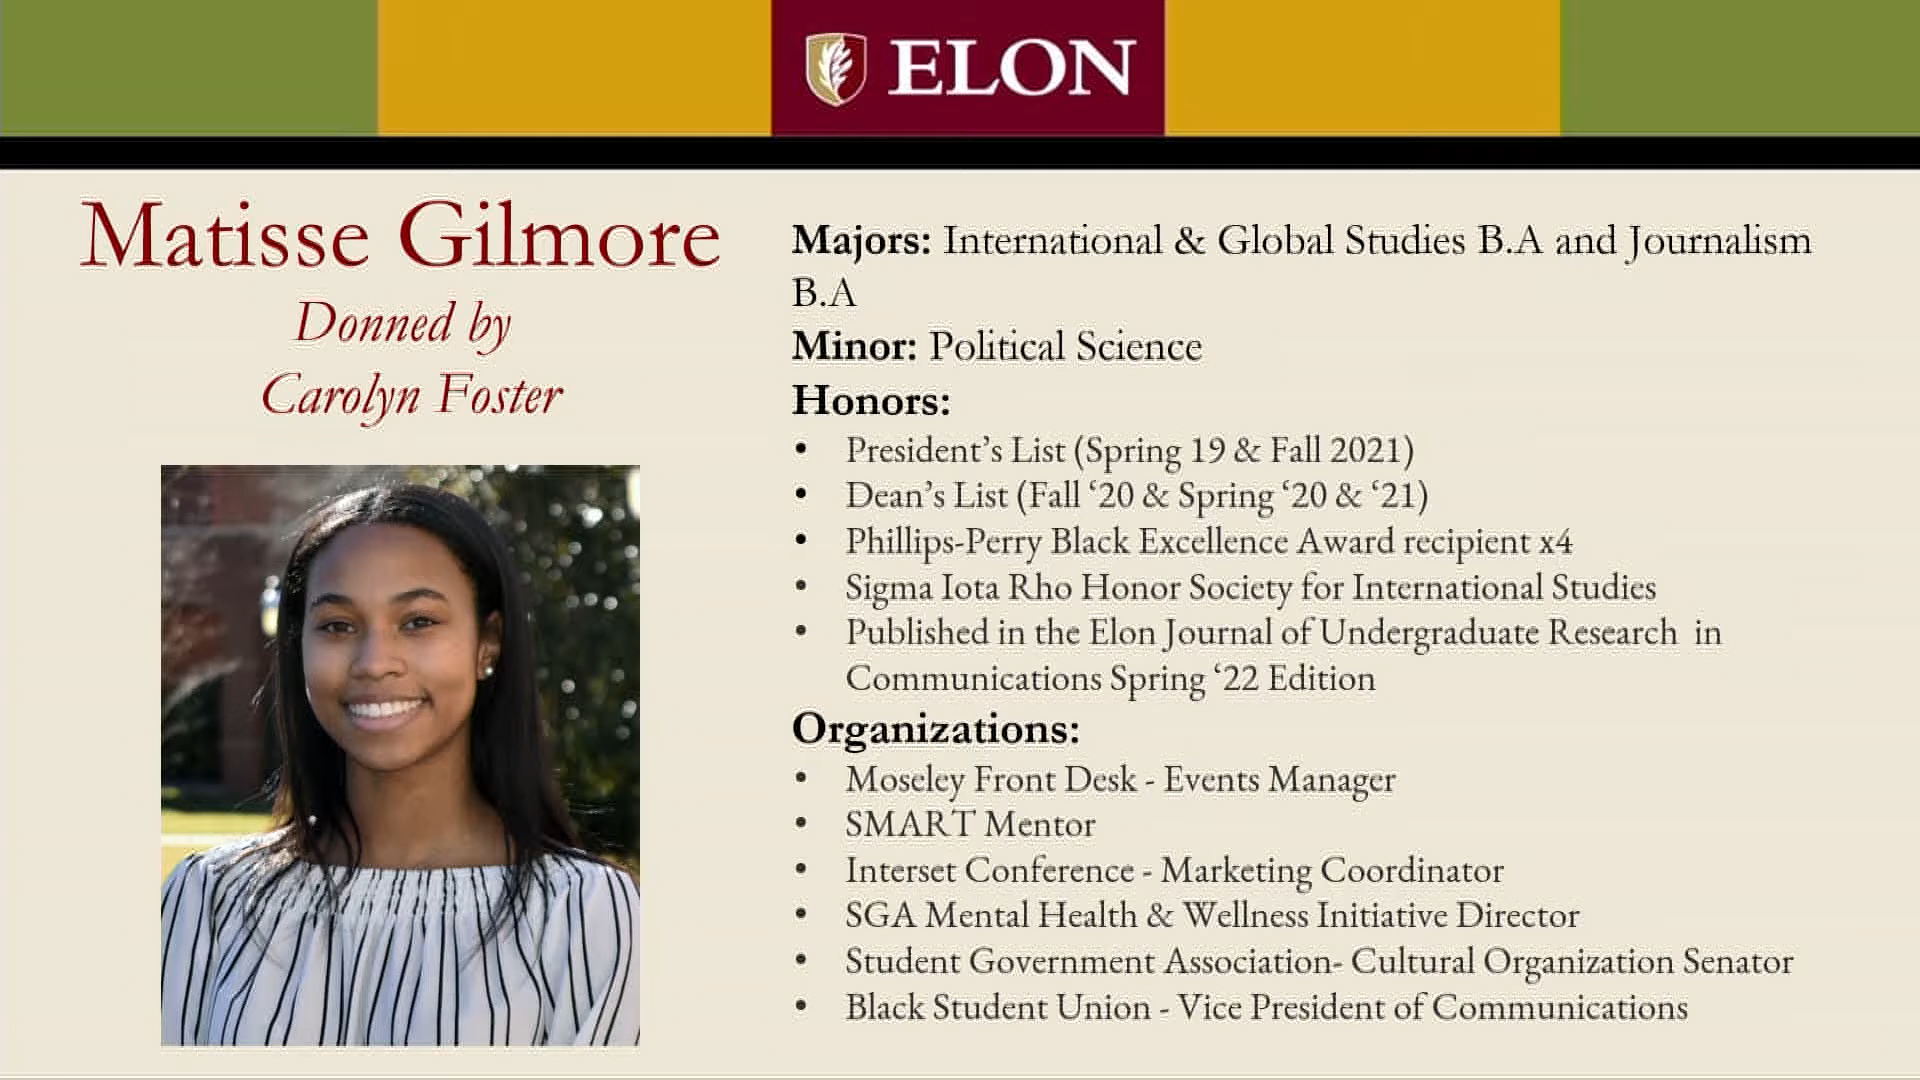 ELON
Matisse Gilmore
Donned by
Carolyn Foster
Majors: International & Global Studies B.A and Journalism
B.A
Minor: Political Science
Honors:
• President’s List (Spring 19 & Fall 2021)
• Dean’s List (Fall ‘20 & Spring ‘20 & ‘21)
• Phillips-Perry Black Excellence Award recipient x4
• Sigma Iota Rho Honor Society for International Studies
• Published in the Elon Journal of Undergraduate Research in
Communications Spring ‘22 Edition
Organizations:
• Moseley Front Desk - Events Manager
• SMART Mentor
• Interset Conference - Marketing Coordinator
• SGA Mental Health & Wellness Initiative Director
• Student Government Association- Cultural Organization Senator
• Black Student Union - Vice President of Communications